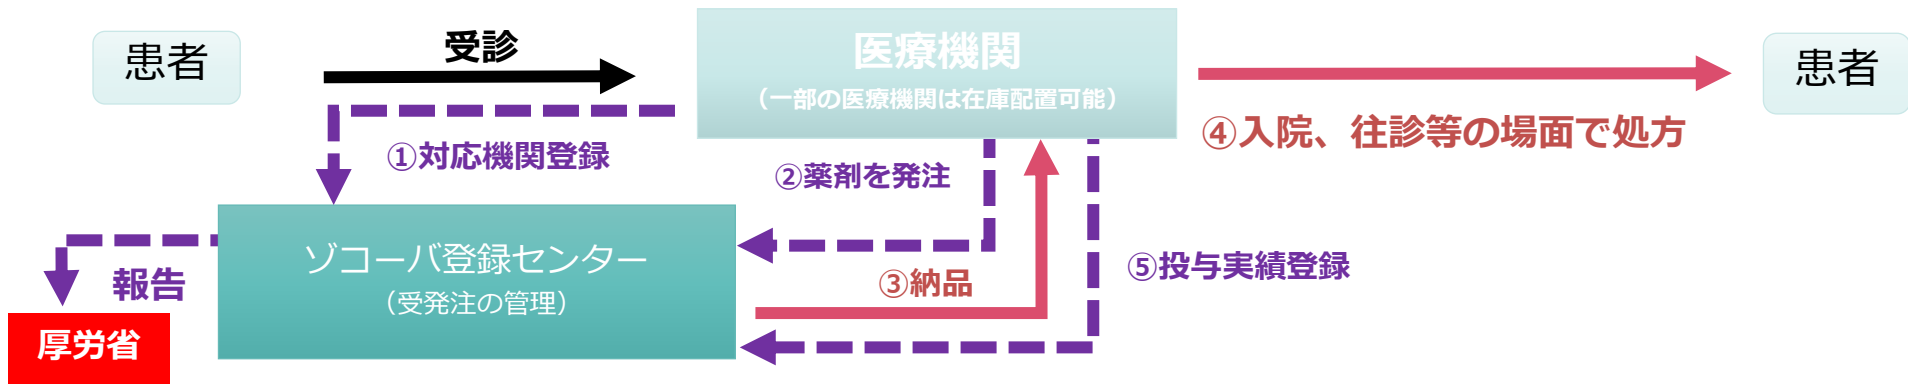 患者
受診
医療機関
（一部の医療機関は在庫配置可能）
患者
④入院、往診等の場面で処方
①対応機関登録
②薬剤を発注
ゾコーバ登録センター
（受発注の管理）
③納品
⑤投与実績登録
報告
厚労省